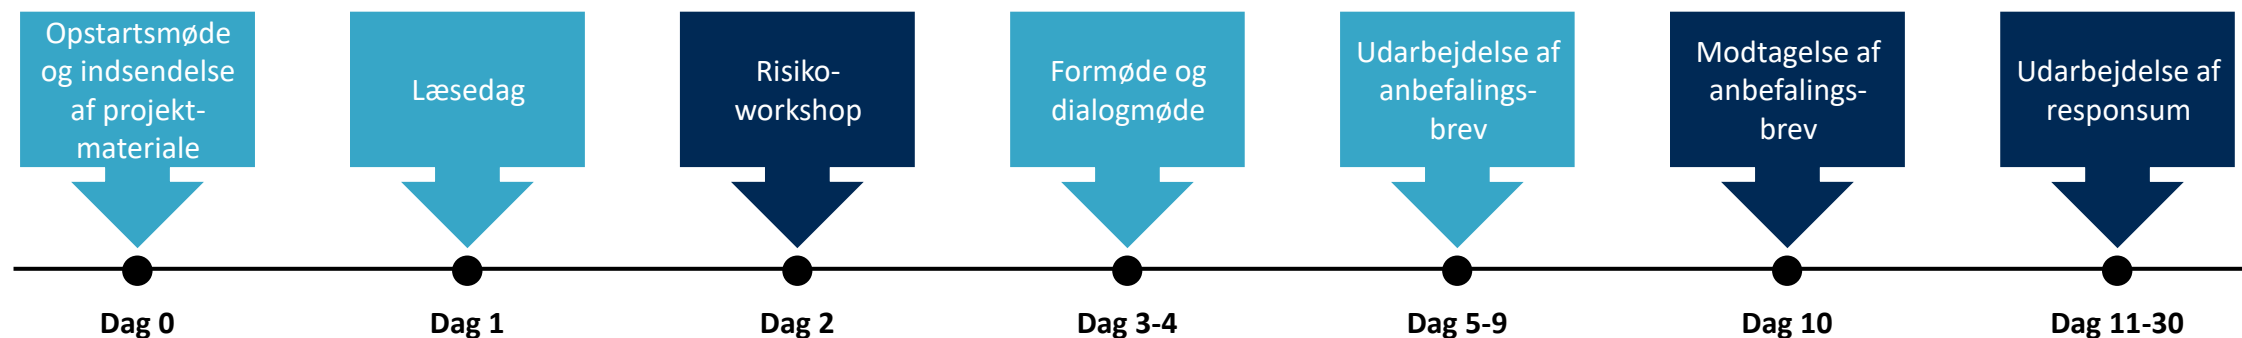 Opstartsmøde
og indsendelse
af projekt-
materiale
Læsedag
Risiko-
workshop
Formøde og
dialogmøde
Udarbejdelse af
anbefalings-
brev
Modtagelse af
anbefalings-
brev
Udarbejdelse af
responsum
Dag 0
Dag 1
Dag 2
Dag 3-4
Dag 5-9
Dag 10
Dag 11-30